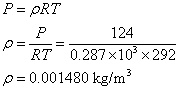 P = ρRT
ρ = P/RT = 124/0.287×10³×292
ρ = 0.001480 kg/m³